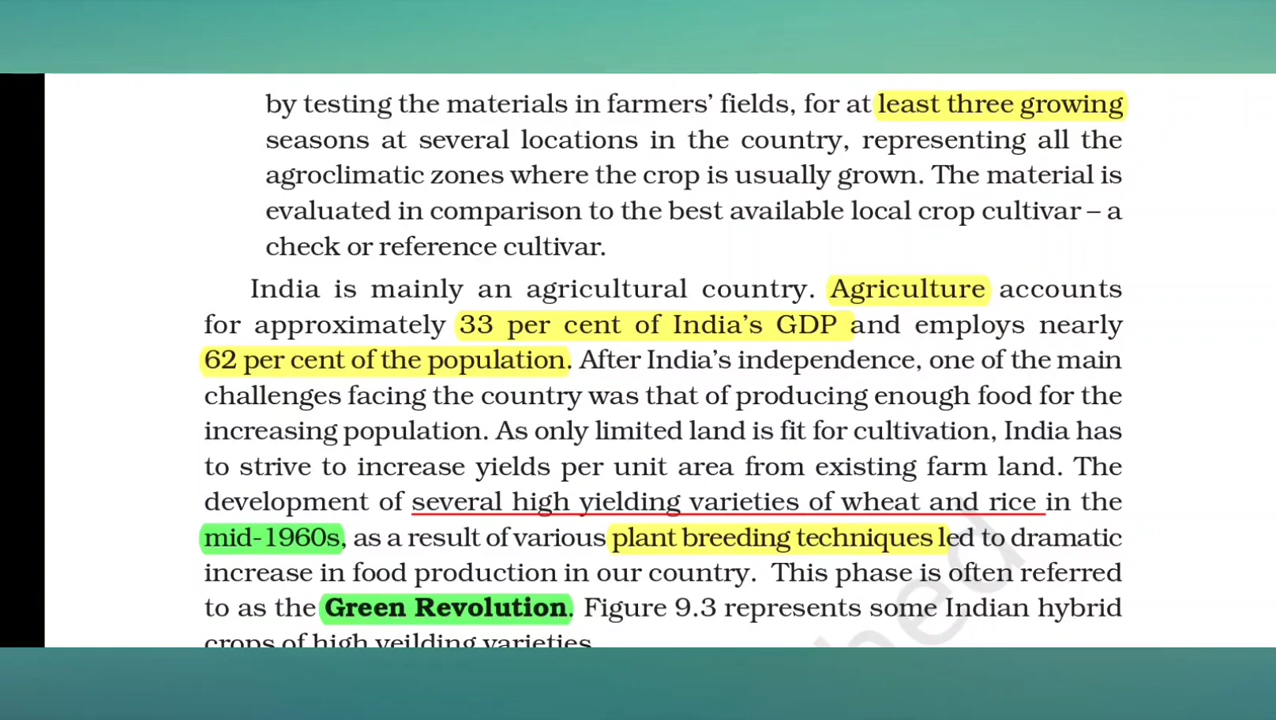 by testing the materials in farmers' fields, for at least three growing
seasons at several locations in the country, representing all the
agroclimatic zones where the crop is usually grown. The material is
evaluated in comparison to the best available local crop cultivar – a
check or reference cultivar.
India is mainly an agricultural country. Agriculture accounts
for approximately 33 per cent of India's GDP and employs nearly
62 per cent of the population. After India's independence, one of the main
challenges facing the country was that of producing enough food for the
increasing population. As only limited land is fit for cultivation, India has
to strive to increase yields per unit area from existing farm land. The
development of several high yielding varieties of wheat and rice in the
mid-1960s, as a result of various plant breeding techniques led to dramatic
increase in food production in our country. This phase is often referred
to as the Green Revolution. Figure 9.3 represents some Indian hybrid
crops of high yeilding varieties.